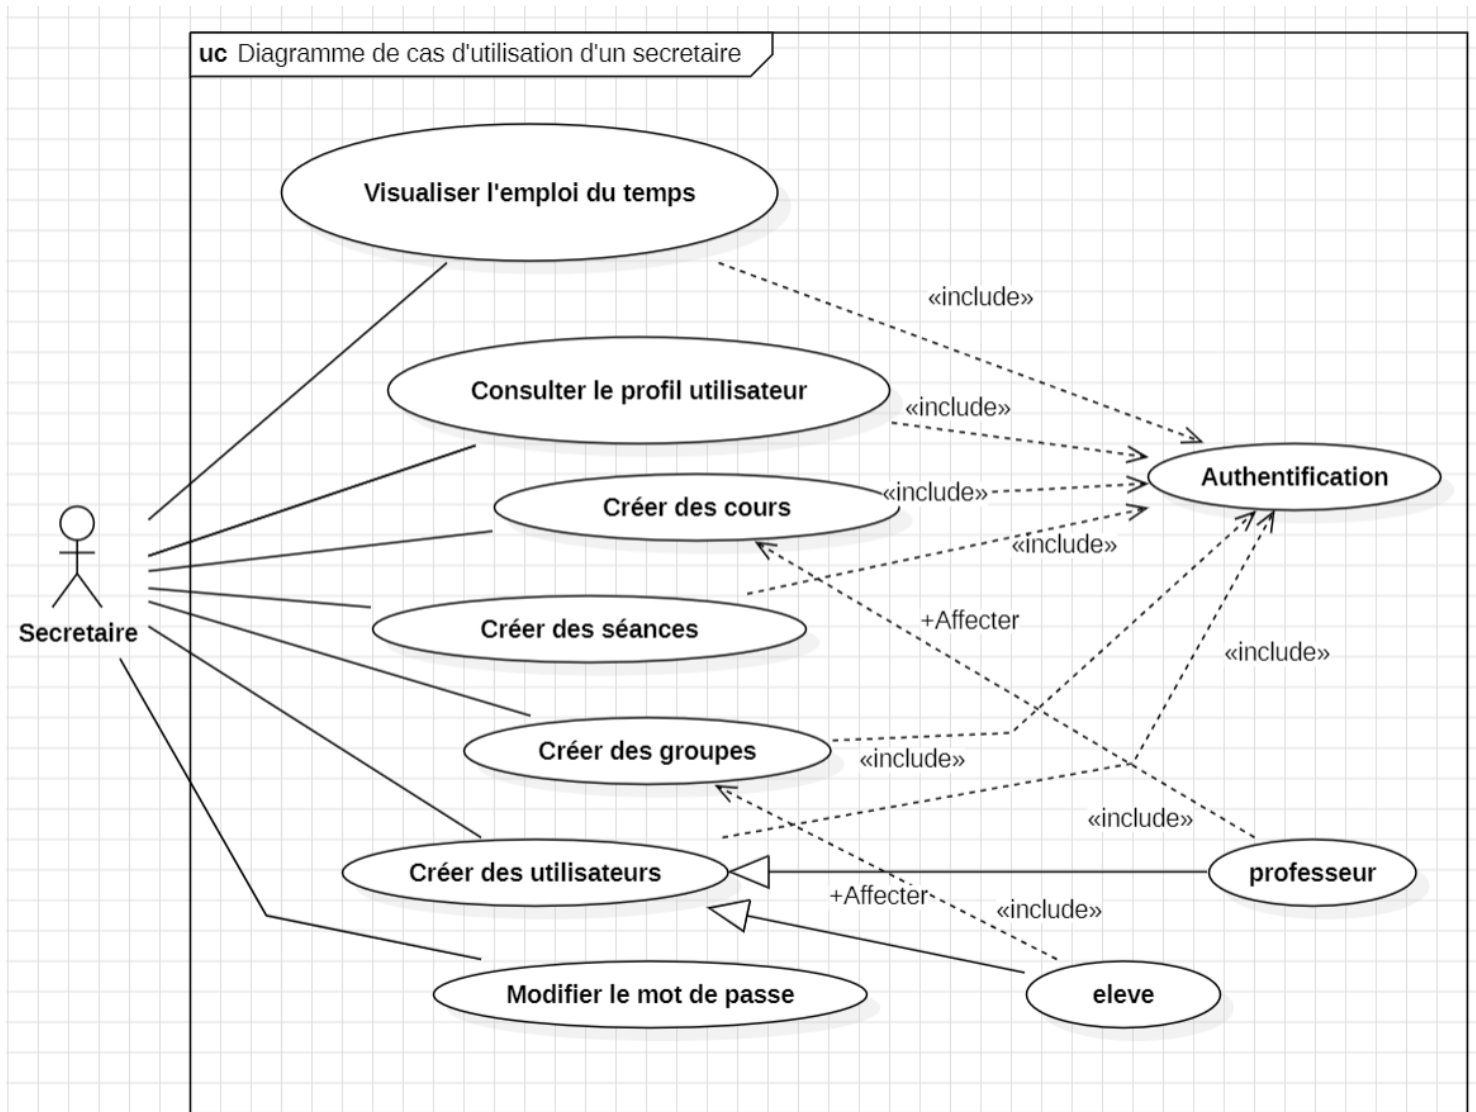 uc Diagramme de cas d'utilisation d'un secretaire
Visualiser l'emploi du temps
«include»
Consulter le profil utilisateur
«include»
Authentification
Créer des cours
«include»
«include»
Secretaire
Créer des séances
+Affecter
«include»
Créer des groupes
«include»
«include»
Créer des utilisateurs
professeur
+Affecter
«include»
Modifier le mot de passe
eleve